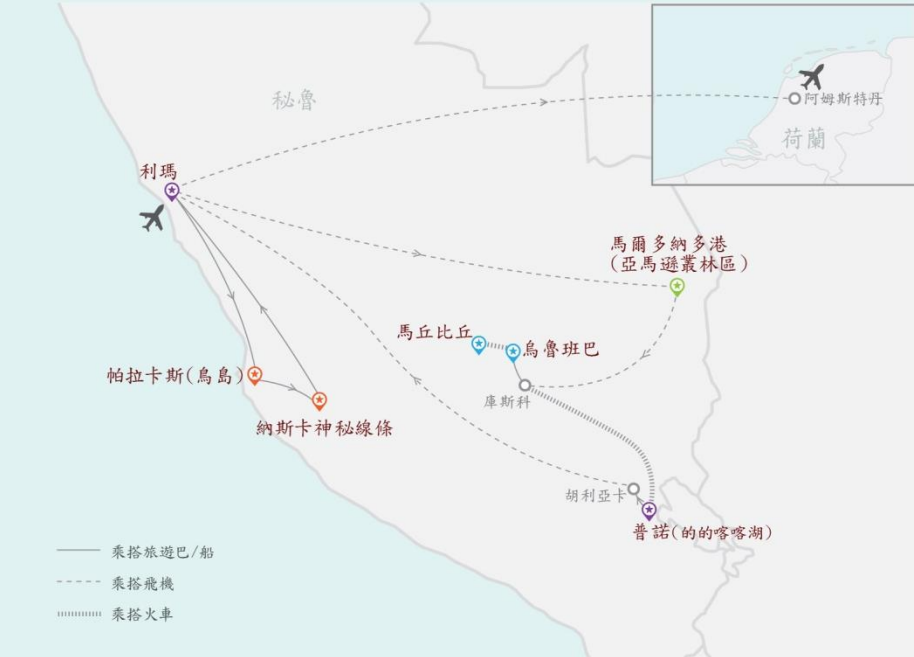 秘魯
阿姆斯特丹
荷蘭
利瑪
馬爾多納多港
(亞馬遜叢林區)
馬丘比丘
烏魯班巴
庫斯科
帕拉卡斯(鳥島)
納斯卡神秘線條
胡利亞卡
普諾(的的喀喀湖)
乘搭旅遊巴/船
乘搭飛機
乘搭火車